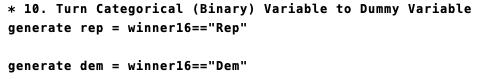 * 10. Turn Categorical (Binary) Variable to Dummy Variable
generate rep = winner16=="Rep"
generate dem = winner16=="Dem"